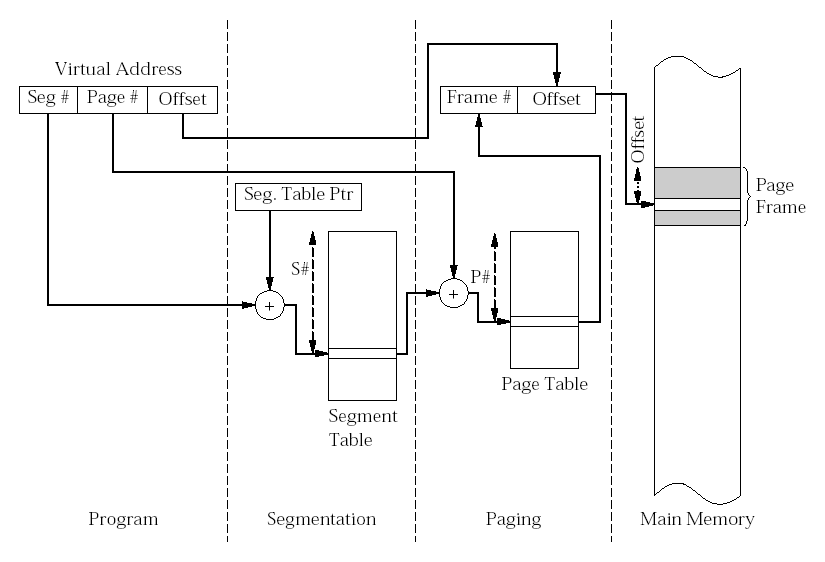 Virtual Address
Seg # Page # Offset
Frame # Offset
Offset
Page
Frame
Seg. Table Ptr
S#
+
P#
+
Page Table
Segment
Table
Program
Segmentation
Paging
Main Memory